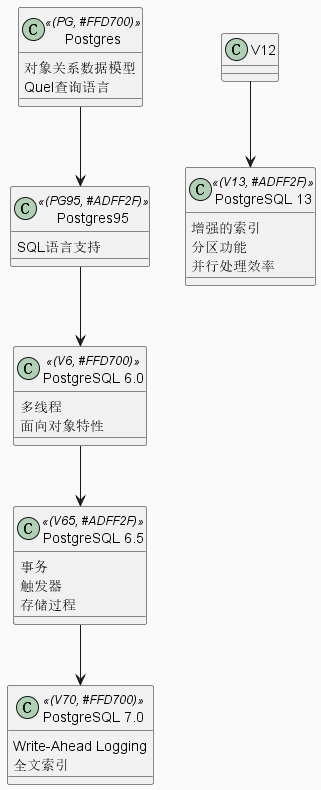 C
«(PG, #FFD700)»
Postgres
对象关系数据模型
Quel查询语言
C
«(PG95, #ADFF2F)»
Postgres95
SQL语言支持
C
«(V6, #FFD700)»
PostgreSQL 6.0
多线程
面向对象特性
C
«(V65, #ADFF2F)»
PostgreSQL 6.5
事务
触发器
存储过程
C
«(V70, #FFD700)»
PostgreSQL 7.0
Write-Ahead Logging
全文索引
C V12
C
«(V13, #ADFF2F)»
PostgreSQL 13
增强的索引
分区功能
并行处理效率